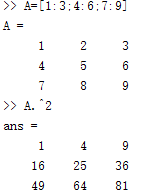 >> A=[1:3;4:6;7:9]
A =
1 2 3
4 5 6
7 8 9
>> A.^2
ans =
1 4 9
16 25 36
49 64 81